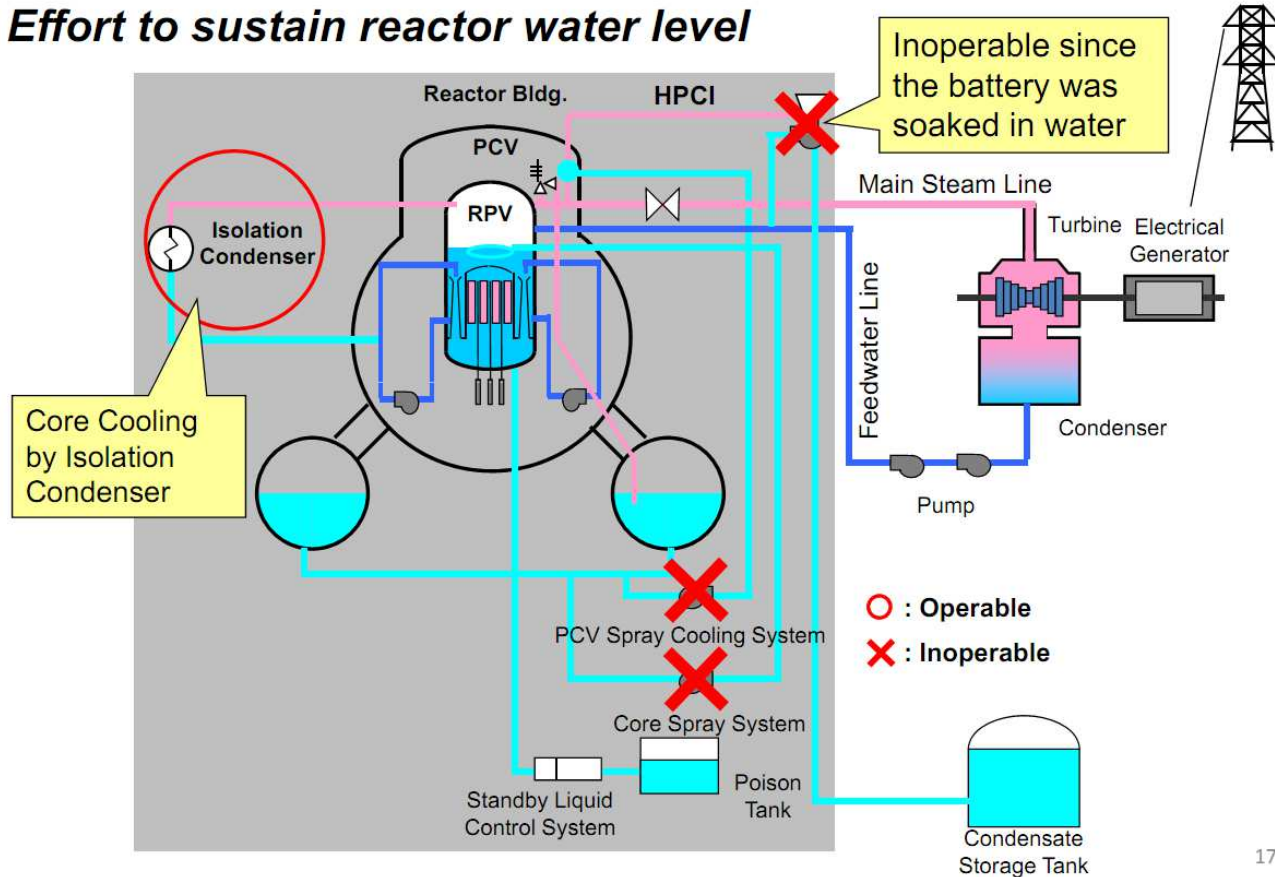 Effort to sustain reactor water level
Inoperable since
the battery was
soaked in water
Reactor Bldg.
HPCI
PCV
RPV
Isolation
Condenser
Main Steam Line
Turbine
Electrical
Generator
Feedwater Line
Condenser
Pump
Core Cooling
by Isolation
Condenser
PCV Spray Cooling System
Core Spray System
: Operable
: Inoperable
Standby Liquid
Control System
Poison
Tank
Condensate
Storage Tank
17